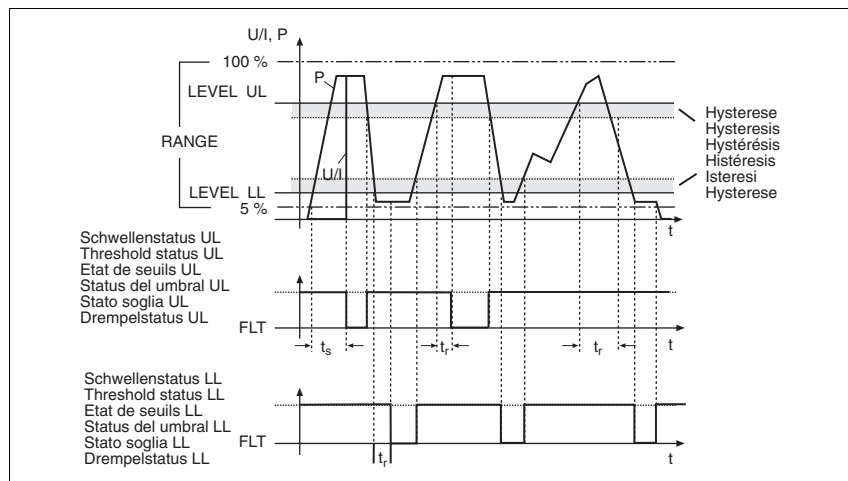 U/I, P
100 %
P
LEVEL UL
RANGE
U/I
LEVEL LL
5 %
t
Hysterese
Hysteresis
Hystérésis
Histéresis
Isteresi
Hysterese
Schwellenstatus UL
Threshold status UL
Etat de seuils UL
Status del umbral UL
Stato soglia UL
Drempelstatus UL
FLT
ts
tr
tr
t
Schwellenstatus LL
Threshold status LL
Etat de seuils LL
Status del umbral LL
Stato soglia LL
Drempelstatus LL
FLT
tr
t